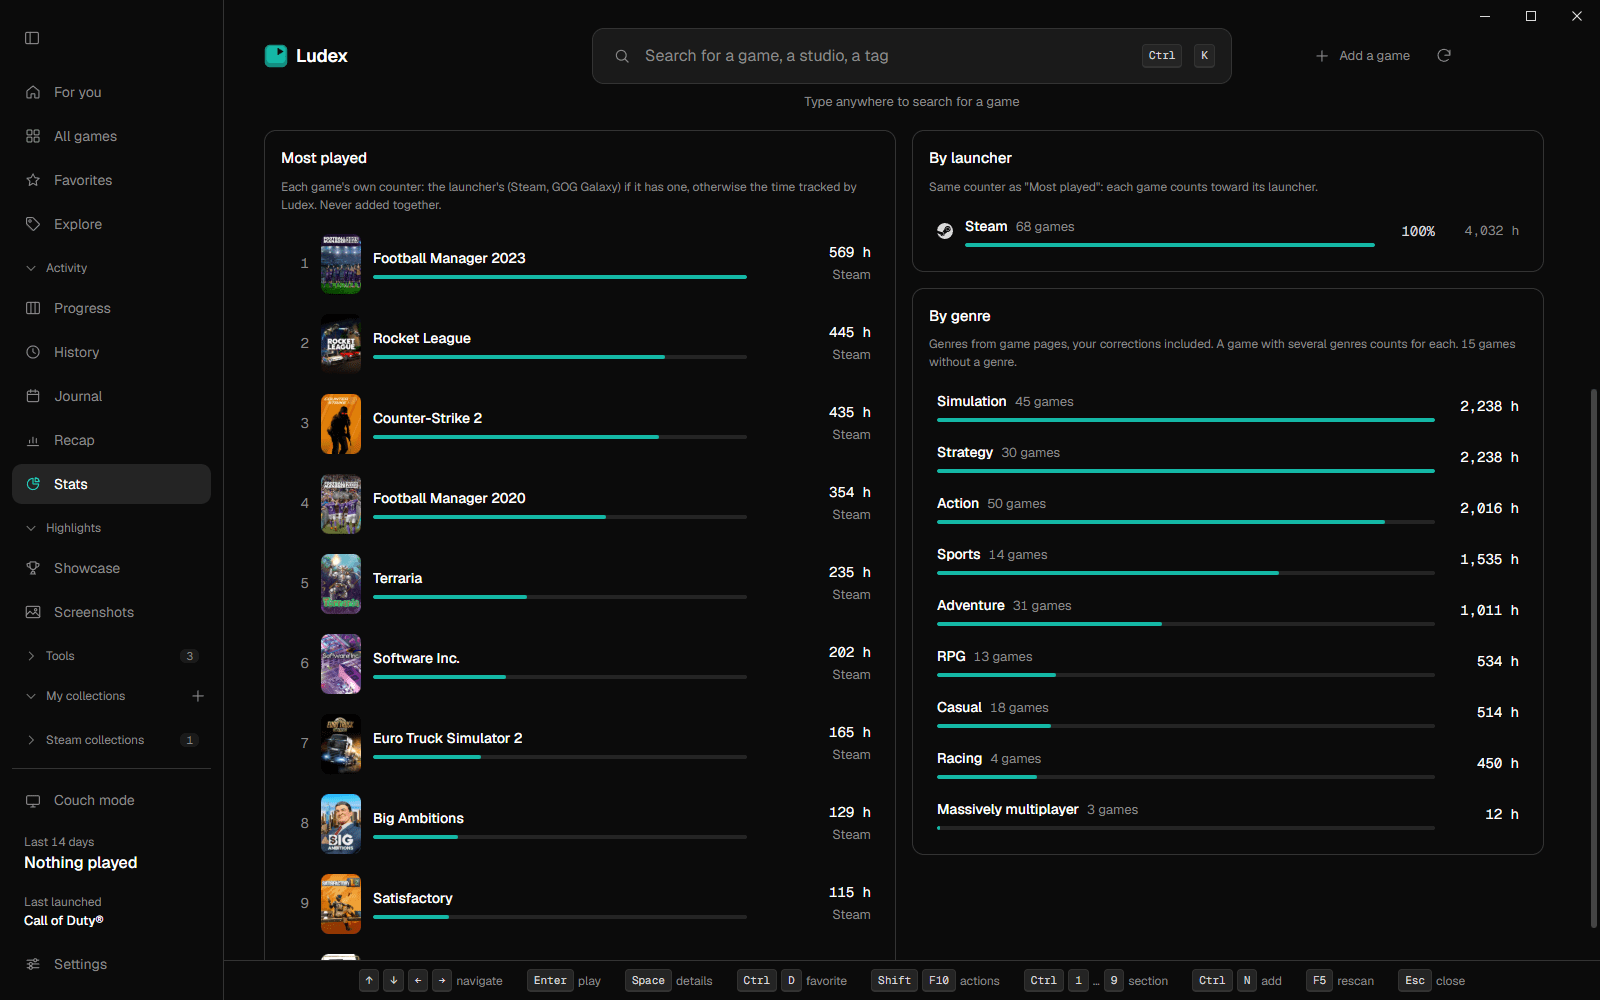 Ludex
Search for a game, a studio, a tag
Ctrl K
Add a game
Type anywhere to search for a game
For you
All games
Favorites
Explore
Activity
Progress
History
Journal
Recap
Stats
Highlights
Showcase
Screenshots
Tools 3
My collections
Steam collections 1
Couch mode
Last 14 days
Nothing played
Last launched
Call of Duty®
Settings
Most played
Each game's own counter: the launcher's (Steam, GOG Galaxy) if it has one, otherwise the time tracked by
Ludex. Never added together.
1 Football Manager 2023 569 h
Steam
2 Rocket League 445 h
Steam
3 Counter-Strike 2 435 h
Steam
4 Football Manager 2020 354 h
Steam
5 Terraria 235 h
Steam
6 Software Inc. 202 h
Steam
7 Euro Truck Simulator 2 165 h
Steam
8 Big Ambitions 129 h
Steam
9 Satisfactory 115 h
Steam
By launcher
Same counter as "Most played": each game counts toward its launcher.
Steam 68 games 100% 4,032 h
By genre
Genres from game pages, your corrections included. A game with several genres counts for each. 15 games
without a genre.
Simulation 45 games 2,238 h
Strategy 30 games 2,238 h
Action 50 games 2,016 h
Sports 14 games 1,535 h
Adventure 31 games 1,011 h
RPG 13 games 534 h
Casual 18 games 514 h
Racing 4 games 450 h
Massively multiplayer 3 games 12 h
↑ ↓ ← → navigate Enter play Space details Ctrl D favorite Shift F10 actions Ctrl 1 … 9 section Ctrl N add F5 rescan Esc close